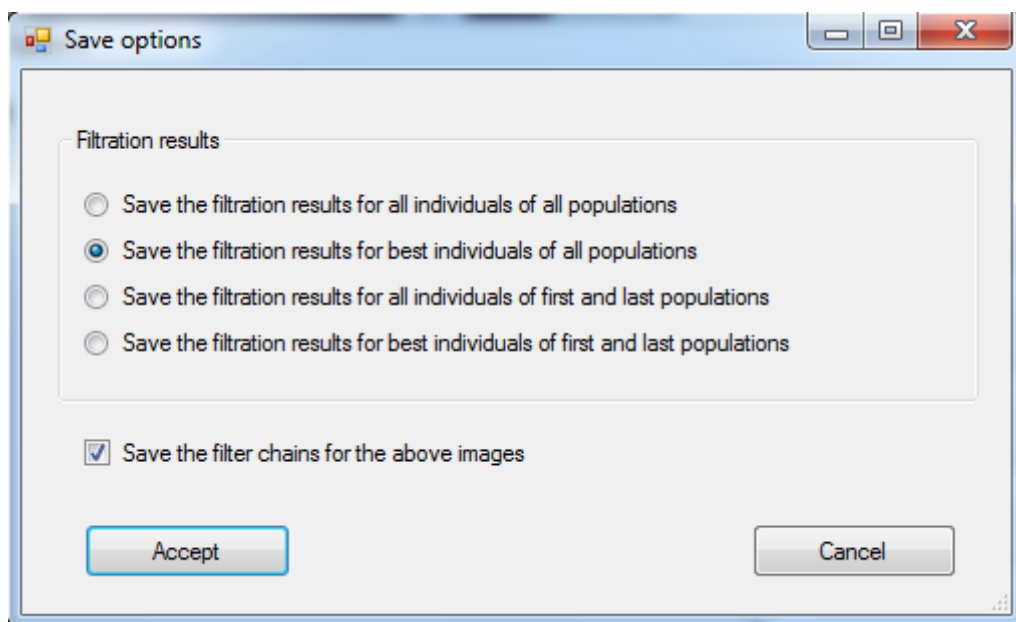 Save options
Filtration results
Save the filtration results for all individuals of all populations
Save the filtration results for best individuals of all populations
Save the filtration results for all individuals of first and last populations
Save the filtration results for best individuals of first and last populations
Save the filter chains for the above images
Accept
Cancel